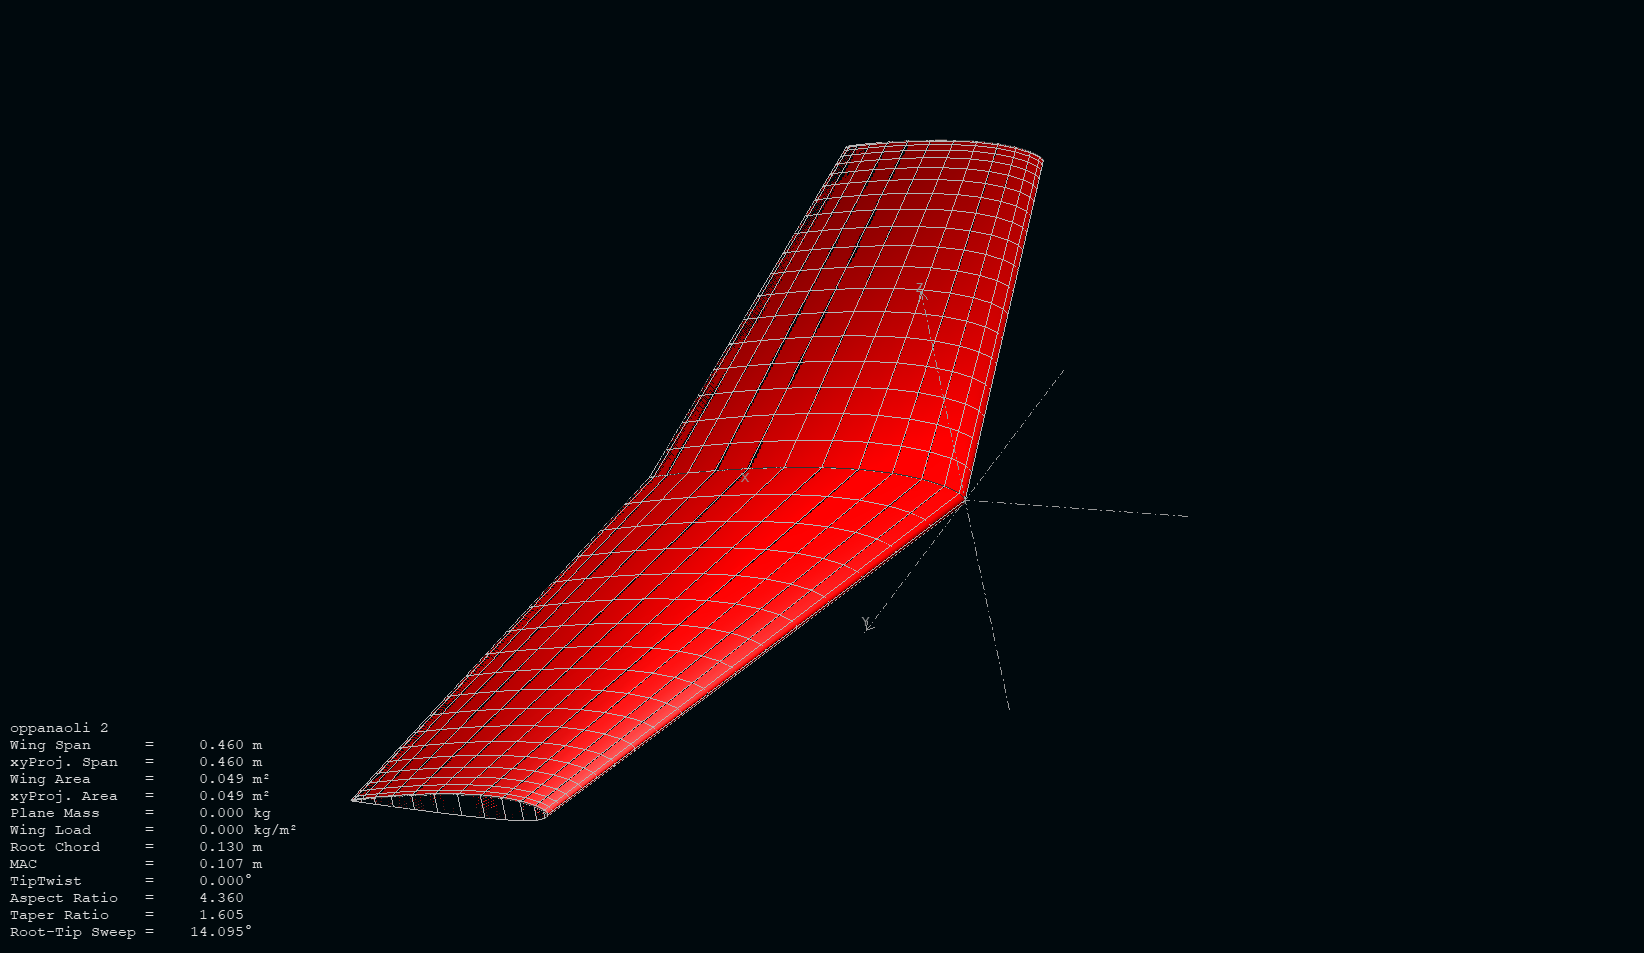 Z
X
Y
oppanaoli 2
Wing Span = 0.460 m
xyProj. Span = 0.460 m
Wing Area = 0.049 m²
xyProj. Area = 0.049 m²
Plane Mass = 0.000 kg
Wing Load = 0.000 kg/m²
Root Chord = 0.130 m
MAC = 0.107 m
TipTwist = 0.000°
Aspect Ratio = 4.360
Taper Ratio = 1.605
Root-Tip Sweep = 14.095°